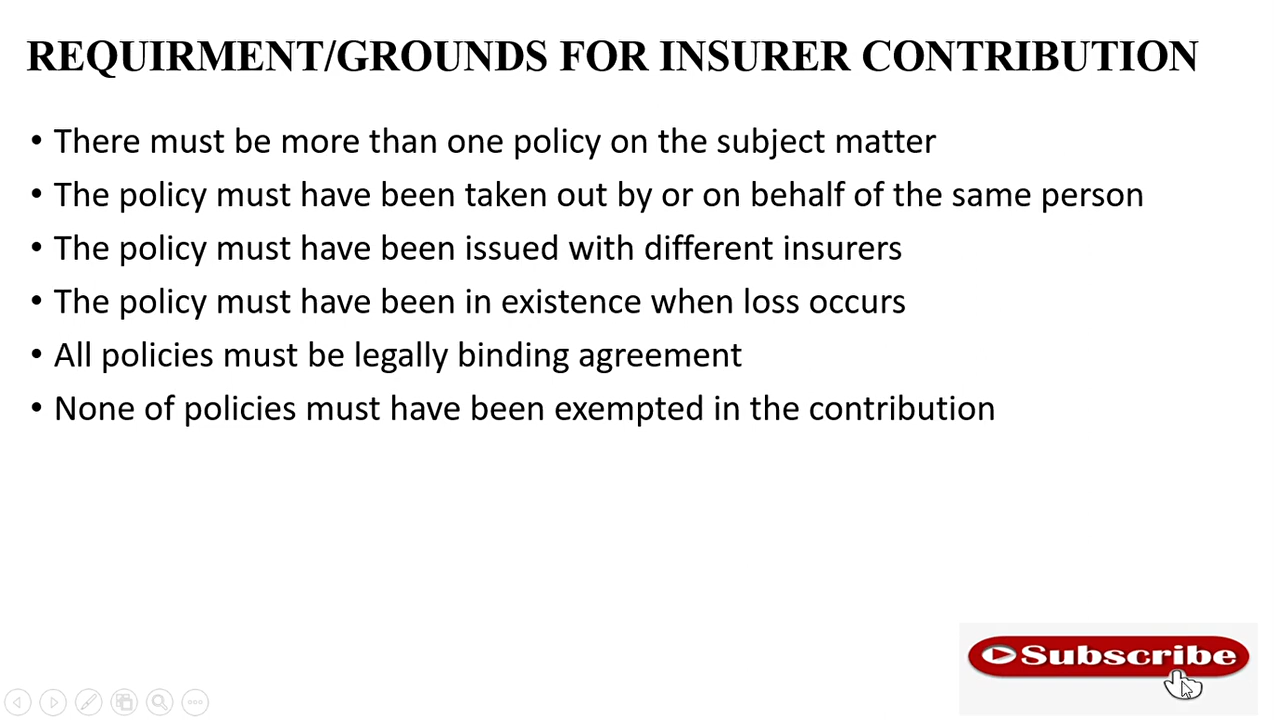 REQUIRMENT/GROUNDS FOR INSURER CONTRIBUTION
• There must be more than one policy on the subject matter
• The policy must have been taken out by or on behalf of the same person
• The policy must have been issued with different insurers
• The policy must have been in existence when loss occurs
• All policies must be legally binding agreement
• None of policies must have been exempted in the contribution
Subscribe